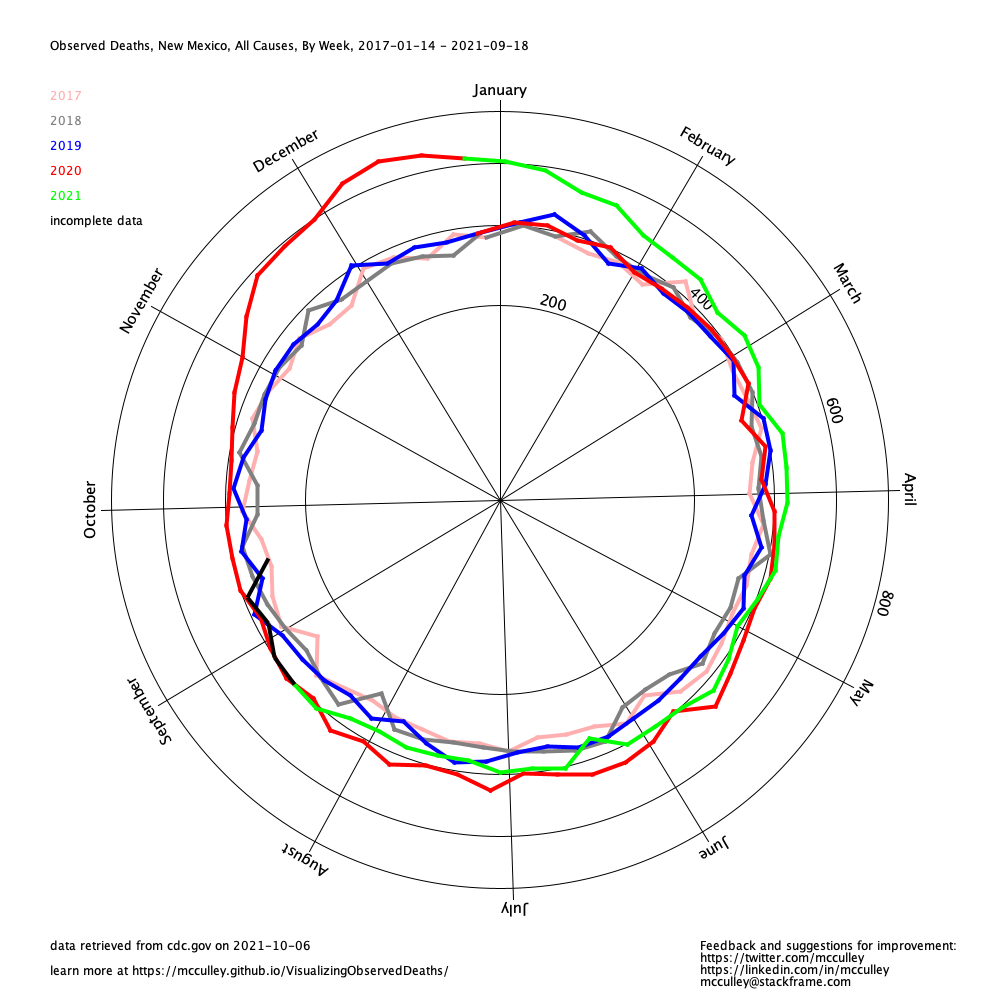 Observed Deaths, New Mexico, All Causes, By Week, 2017-01-14 - 2021-09-18
2017
2018
2019
2020
2021
incomplete data
January
February
March
April
May
June
July
August
September
October
November
December
200
400
600
800
data retrieved from cdc.gov on 2021-10-06
learn more at https://mcculley.github.io/VisualizingObservedDeaths/
Feedback and suggestions for improvement:
https://twitter.com/mcculley
https://linkedin.com/in/mcculley
mcculley@stackframe.com